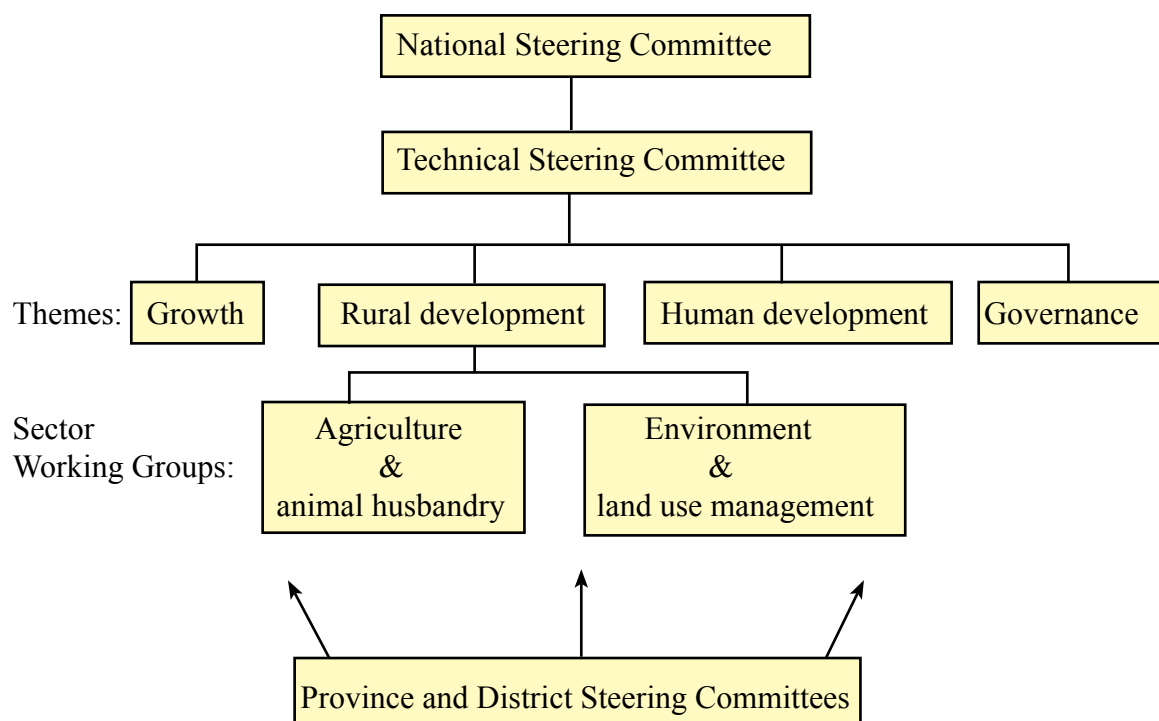 National Steering Committee
Technical Steering Committee
Themes: Growth Rural development Human development Governance
Sector
Working Groups:
Agriculture
&
animal husbandry
Environment
&
land use management
Province and District Steering Committees